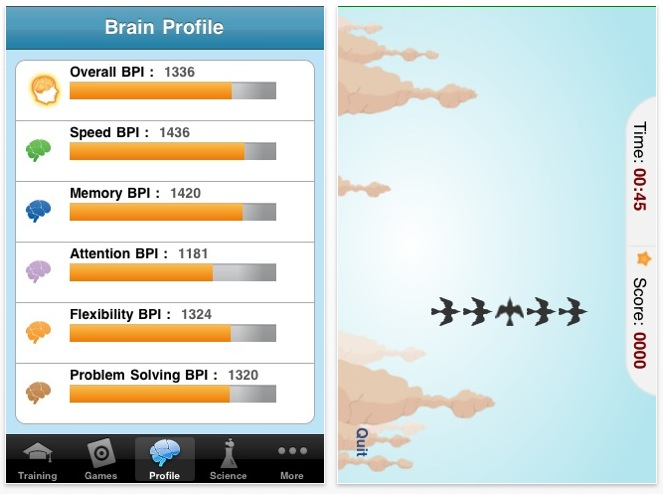 Brain Profile
Overall BPI : 1336
Speed BPI : 1436
Memory BPI : 1420
Attention BPI : 1181
Flexibility BPI : 1324
Problem Solving BPI : 1320
Training Games Profile Science More
Time: 00:45 Score: 0000
Quit